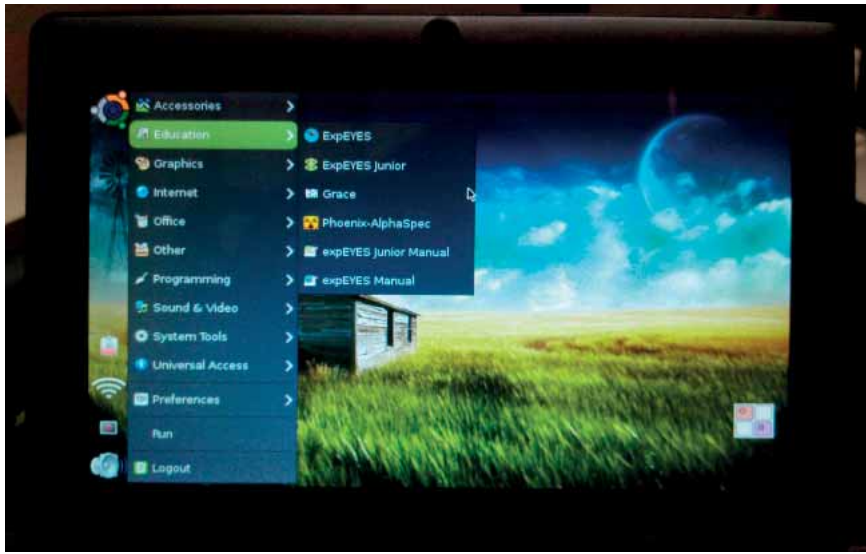 Accessories
Education
Graphics
Internet
Office
Other
Programming
Sound & Video
System Tools
Universal Access
Preferences
Run
Logout
ExpEYES
ExpEYES Junior
Grace
Phoenix-AlphaSpec
expEYES Junior Manual
expEYES Manual